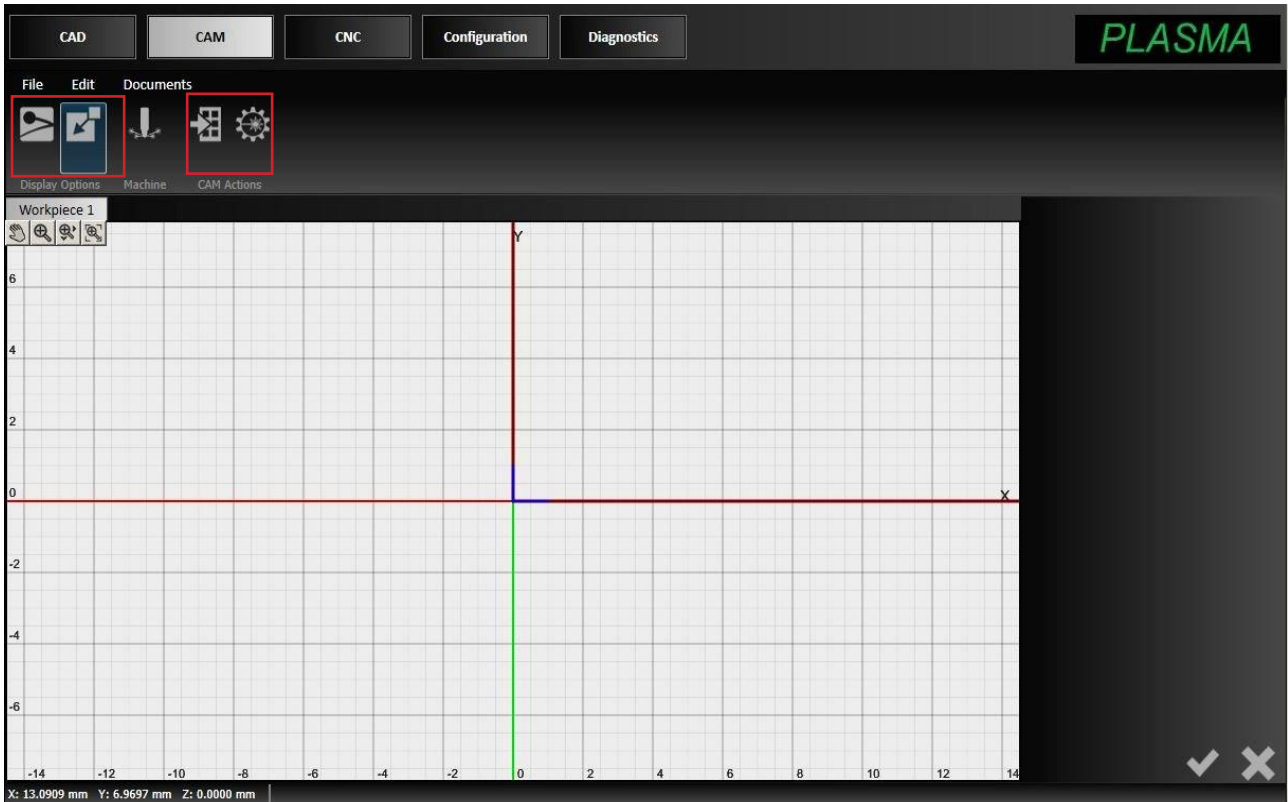 CAD CAM CNC Configuration Diagnostics PLASMA
File Edit Documents
Display Options Machine CAM Actions
Workpiece 1
Y
6
4
2
0
X
-2
-4
-6
-14 -12 -10 -8 -6 -4 -2 0 2 4 6 8 10 12 14
X: 13.0909 mm Y: 6.9697 mm Z: 0.0000 mm